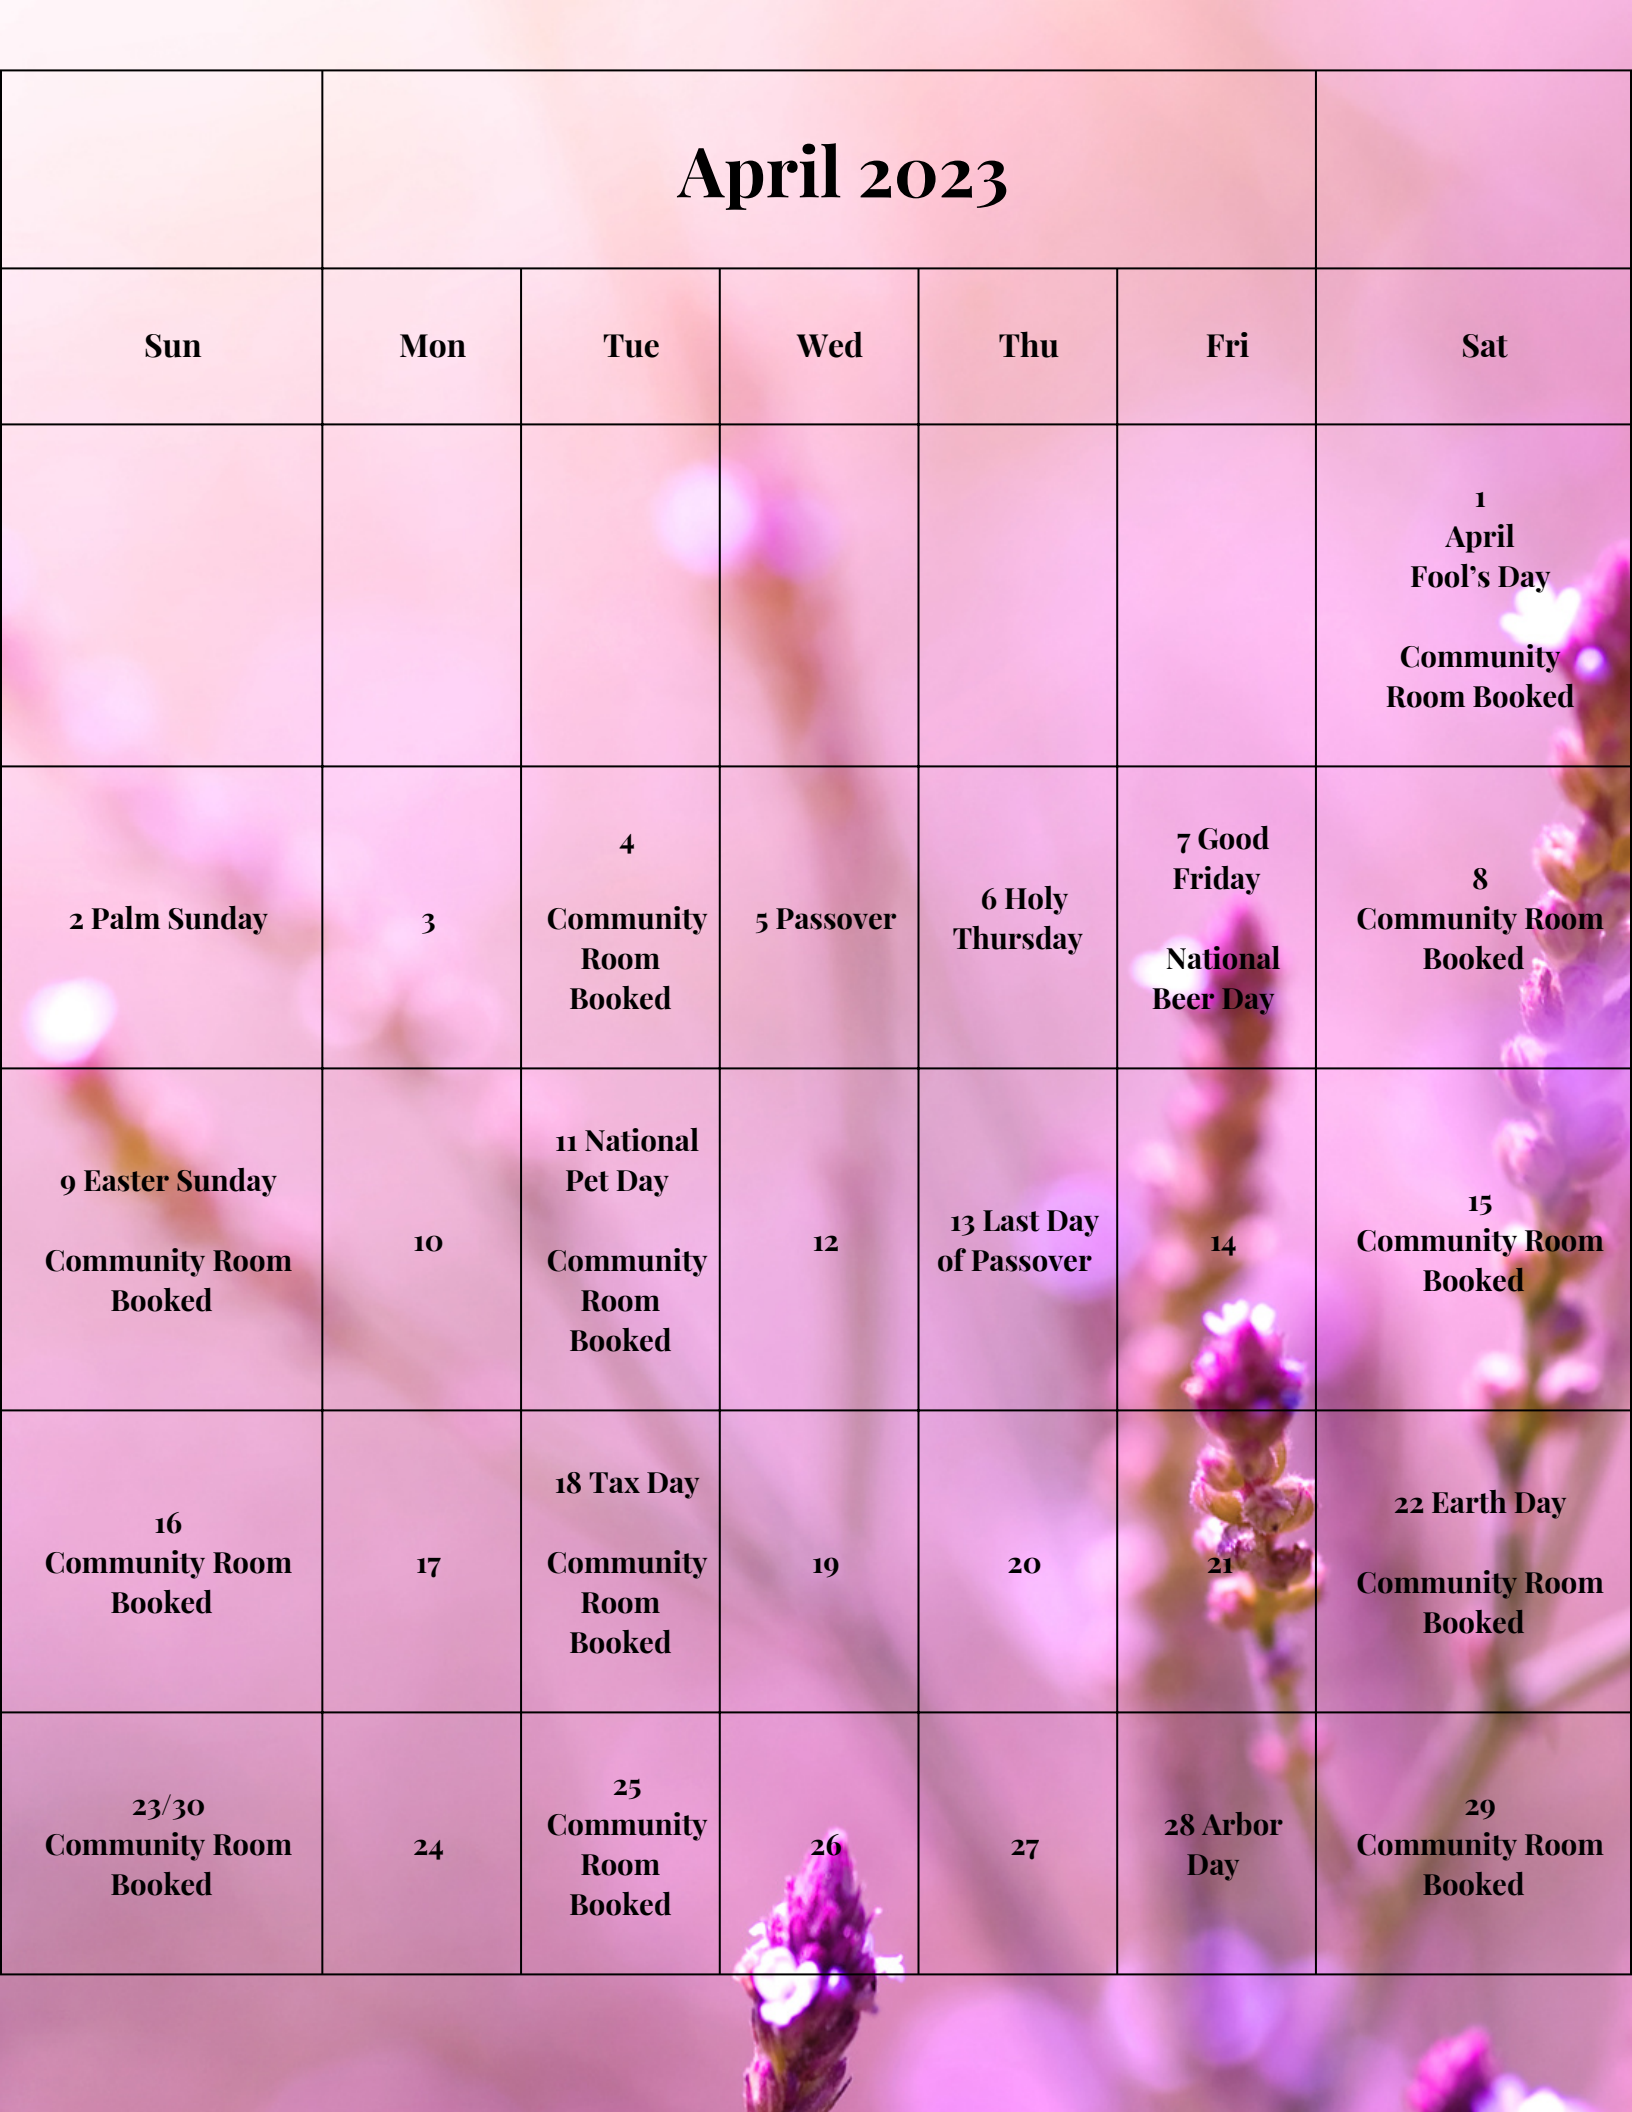 April 2023
Sun Mon Tue Wed Thu Fri Sat
1
April
Fool’s Day
Community
Room Booked
2 Palm Sunday
3
4
Community
Room
Booked
5 Passover
6 Holy
Thursday
7 Good
Friday
National
Beer Day
8
Community Room
Booked
9 Easter Sunday
Community Room
Booked
10
11 National
Pet Day
Community
Room
Booked
12
13 Last Day
of Passover
14
15
Community Room
Booked
16
Community Room
Booked
17
18 Tax Day
Community
Room
Booked
19
20
21
22 Earth Day
Community Room
Booked
23/30
Community Room
Booked
24
25
Community
Room
Booked
26
27
28 Arbor
Day
29
Community Room
Booked